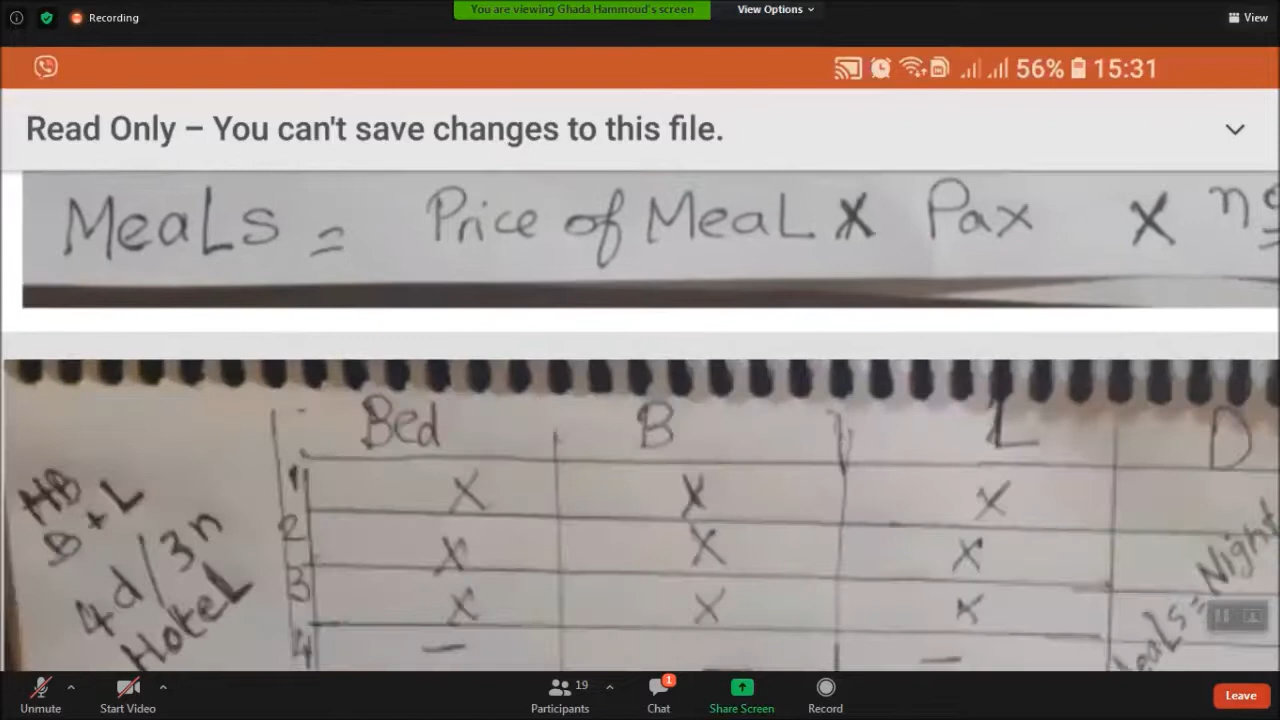 Recording
You are viewing Ghada Hammoud's screen
View Options
View
56% 15:31
Read Only – You can't save changes to this file.
MeaLs = Price of MeaL X Pax X
Bed B L D
1 X X X
2 X X X
3 X X X
4 – –
HB
B + L
4d/3n
HoteL
= Night
Unmute
Start Video
19
Participants
1
Chat
Share Screen
Record
Leave